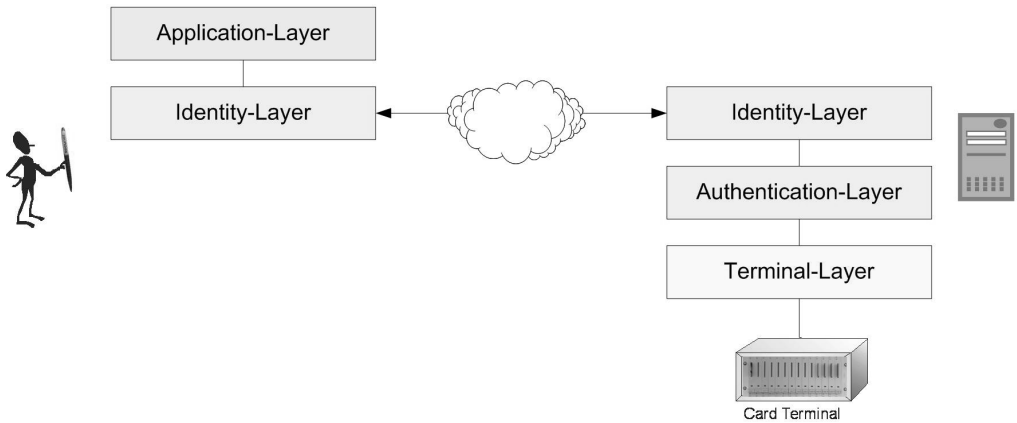 Application-Layer
Identity-Layer
Identity-Layer
Authentication-Layer
Terminal-Layer
Card Terminal